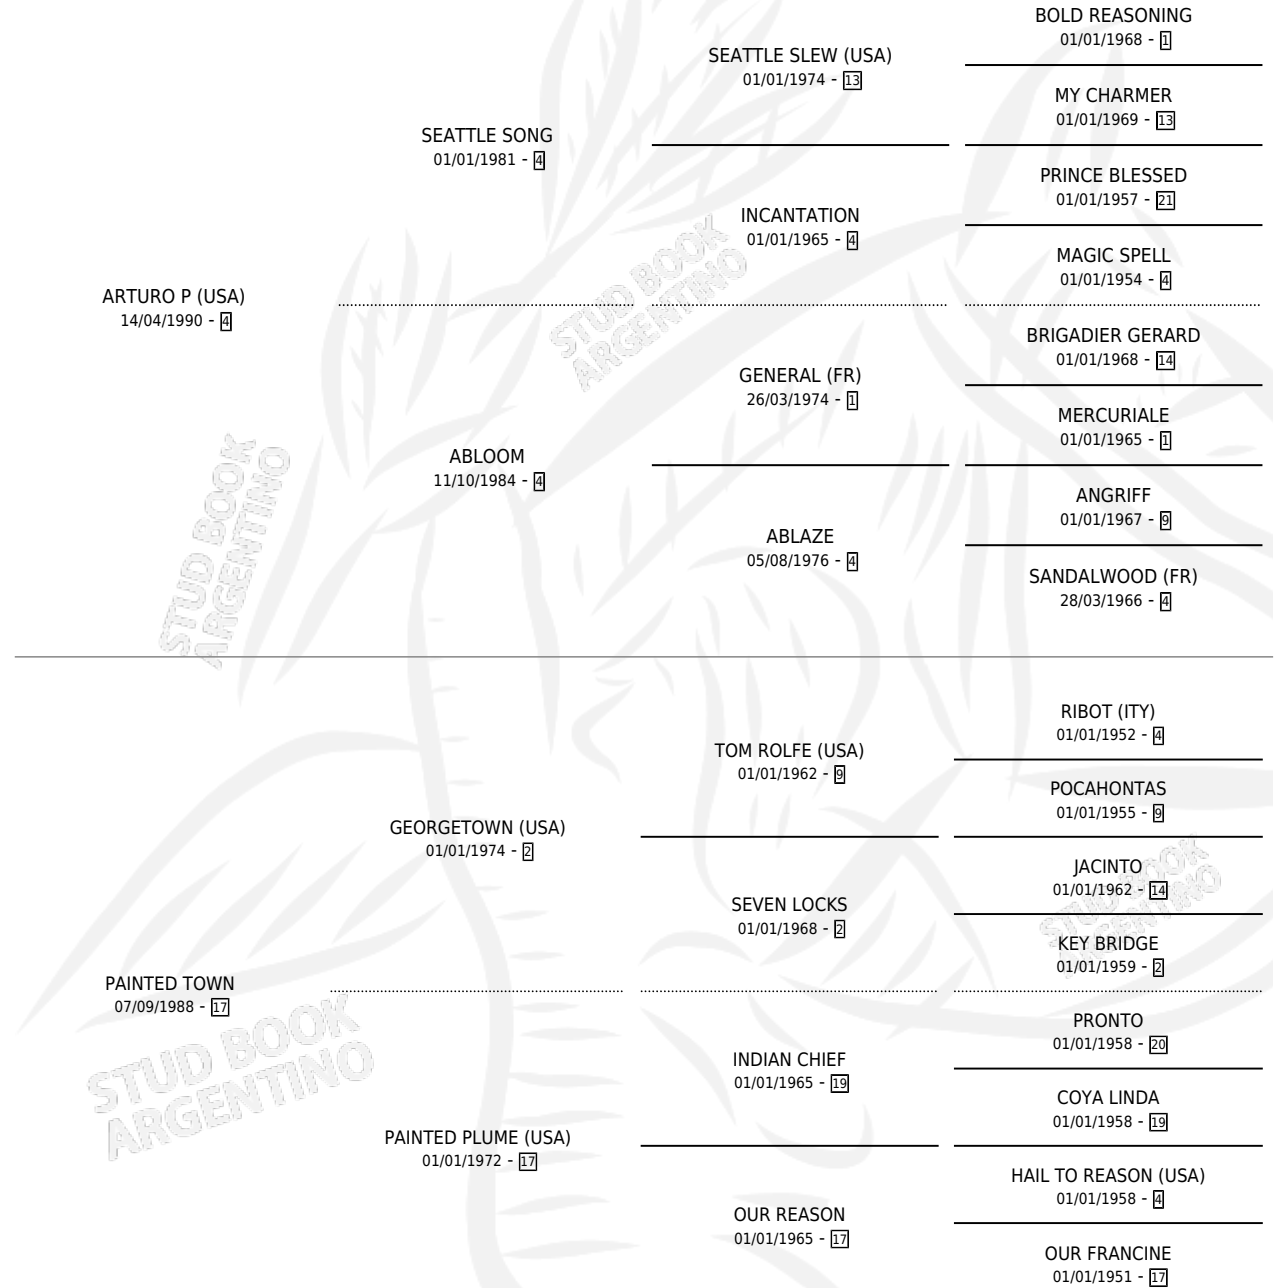 BOLD REASONING
01/01/1968 - 1
SEATTLE SLEW (USA)
01/01/1974 - 13
MY CHARMER
01/01/1969 - 13
SEATTLE SONG
01/01/1981 - 4
PRINCE BLESSED
01/01/1957 - 21
INCANTATION
01/01/1965 - 4
MAGIC SPELL
01/01/1954 - 4
ARTURO P (USA)
14/04/1990 - 4
BRIGADIER GERARD
01/01/1968 - 14
GENERAL (FR)
26/03/1974 - 1
MERCURIALE
01/01/1965 - 1
ABLOOM
11/10/1984 - 4
ANGRIFF
01/01/1967 - 9
ABLAZE
05/08/1976 - 4
SANDALWOOD (FR)
28/03/1966 - 4
RIBOT (ITY)
01/01/1952 - 4
TOM ROLFE (USA)
01/01/1962 - 9
POCAHONTAS
01/01/1955 - 9
GEORGETOWN (USA)
01/01/1974 - 2
JACINTO
01/01/1962 - 14
SEVEN LOCKS
01/01/1968 - 2
KEY BRIDGE
01/01/1959 - 2
PAINTED TOWN
07/09/1988 - 17
PRONTO
01/01/1958 - 20
INDIAN CHIEF
01/01/1965 - 19
COYA LINDA
01/01/1958 - 19
PAINTED PLUME (USA)
01/01/1972 - 17
HAIL TO REASON (USA)
01/01/1958 - 4
OUR REASON
01/01/1965 - 17
OUR FRANCINE
01/01/1951 - 17
STUD BOOK
ARGENTINO
STUD BOOK
ARGENTINO
STUD BOOK
ARGENTINO
STUD BOOK
ARGENTINO